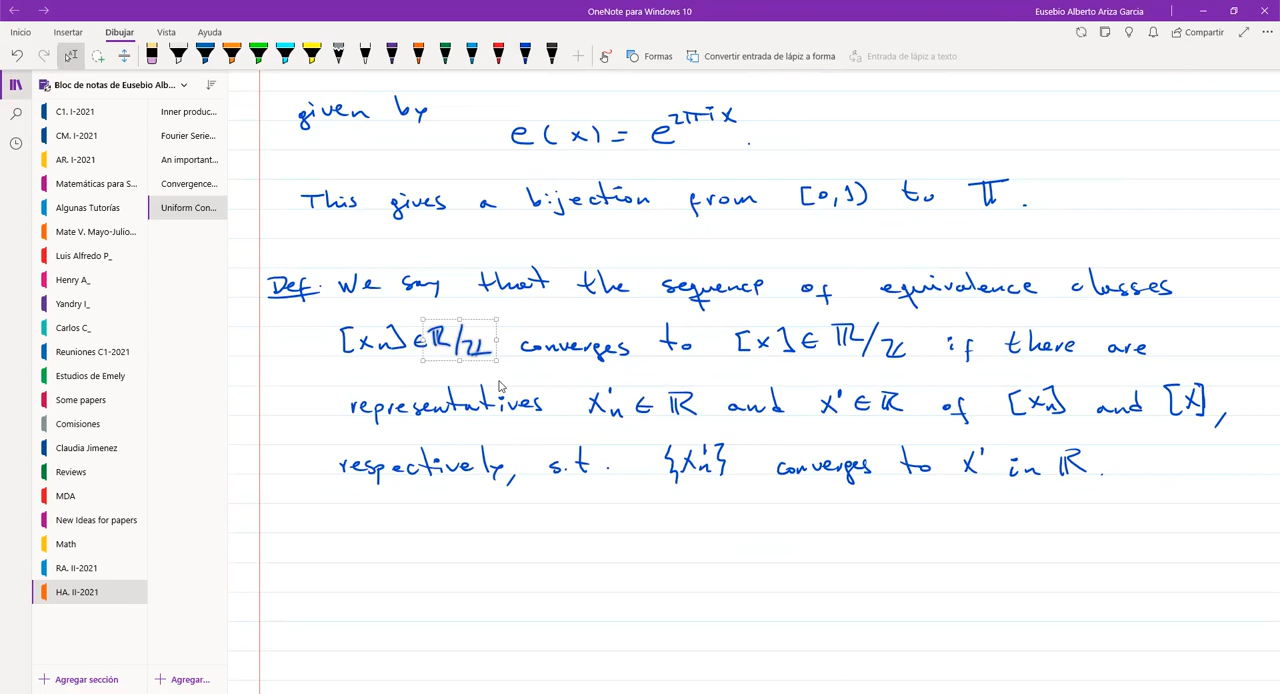 OneNote para Windows 10
Eusebio Alberto Ariza Garcia
Inicio Insertar Dibujar Vista Ayuda
Compartir
Formas
Convertir entrada de lápiz a forma
Entrada de lápiz a texto
Bloc de notas de Eusebio Alb...
C1. I-2021
CM. I-2021
AR. I-2021
Matemáticas para S...
Algunas Tutorías
Mate V. Mayo-Julio...
Luis Alfredo P_
Henry A_
Yandry I_
Carlos C_
Reuniones C1-2021
Estudios de Emely
Some papers
Comisiones
Claudia Jimenez
Reviews
MDA
New Ideas for papers
Math
RA. II-2021
HA. II-2021
Agregar sección
Inner produc...
Fourier Serie...
An important...
Convergence...
Uniform Con...
Agregar...
given by
e(x) = e^{2πix}.
This gives a bijection from [0,1) to 𝕋.
Def. We say that the sequence of equivalence classes
[xn] ∈ ℝ/ℤ converges to [x] ∈ ℝ/ℤ if there are
representatives x'n ∈ ℝ and x' ∈ ℝ of [xn] and [x],
respectively, s.t. {x'n} converges to x' in ℝ.